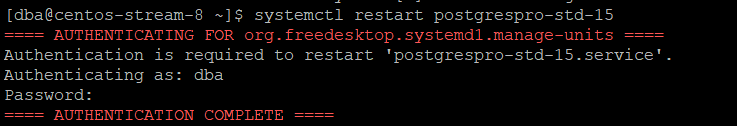 [dba@centos-stream-8 ~]$ systemctl restart postgrespro-std-15
==== AUTHENTICATING FOR org.freedesktop.systemd1.manage-units ====
Authentication is required to restart 'postgrespro-std-15.service'.
Authenticating as: dba
Password:
==== AUTHENTICATION COMPLETE ====